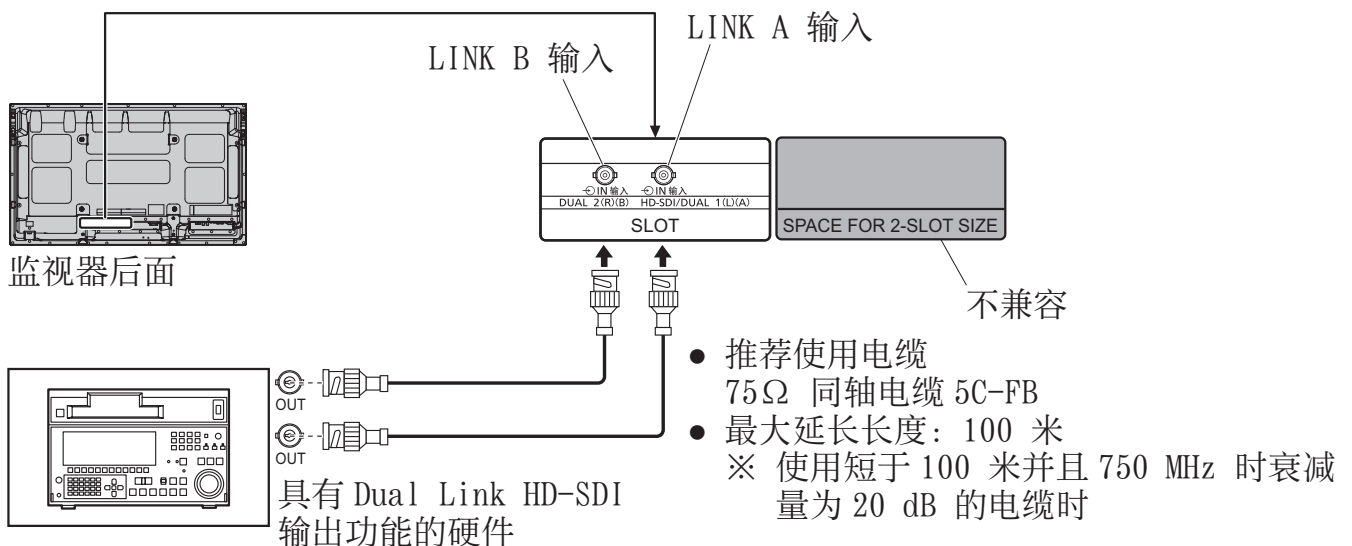 LINK A 输入
LINK B 输入
IN 输入 IN 输入
DUAL 2(R)(B) HD-SDI/DUAL 1(L)(A)
SLOT
SPACE FOR 2-SLOT SIZE
监视器后面
不兼容
OUT
OUT
具有 Dual Link HD-SDI
输出功能的硬件
● 推荐使用电缆
75Ω 同轴电缆 5C-FB
● 最大延长长度: 100 米
※ 使用短于 100 米并且 750 MHz 时衰减
量为 20 dB 的电缆时